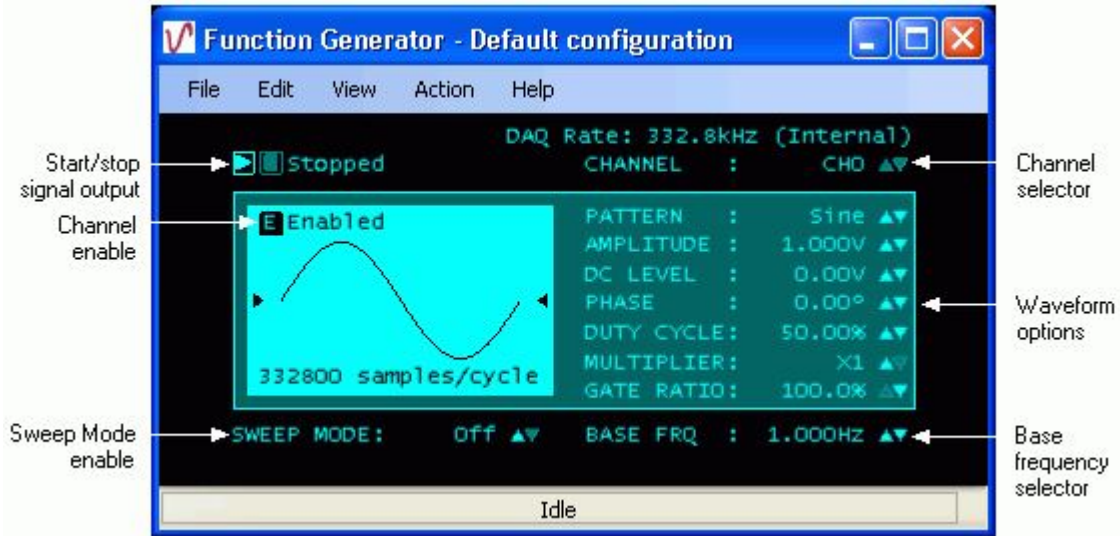 Function Generator - Default configuration
File Edit View Action Help
DAQ Rate: 332.8kHz (Internal)
Start/stop
signal output
Stopped
CHANNEL : CH0
Channel
selector
Channel
enable
E Enabled
332800 samples/cycle
PATTERN : Sine
AMPLITUDE : 1.000V
DC LEVEL : 0.00V
PHASE : 0.00°
DUTY CYCLE: 50.00%
MULTIPLIER: X1
GATE RATIO: 100.0%
Waveform
options
Sweep Mode
enable
SWEEP MODE: Off
BASE FRQ : 1.000Hz
Base
frequency
selector
Idle